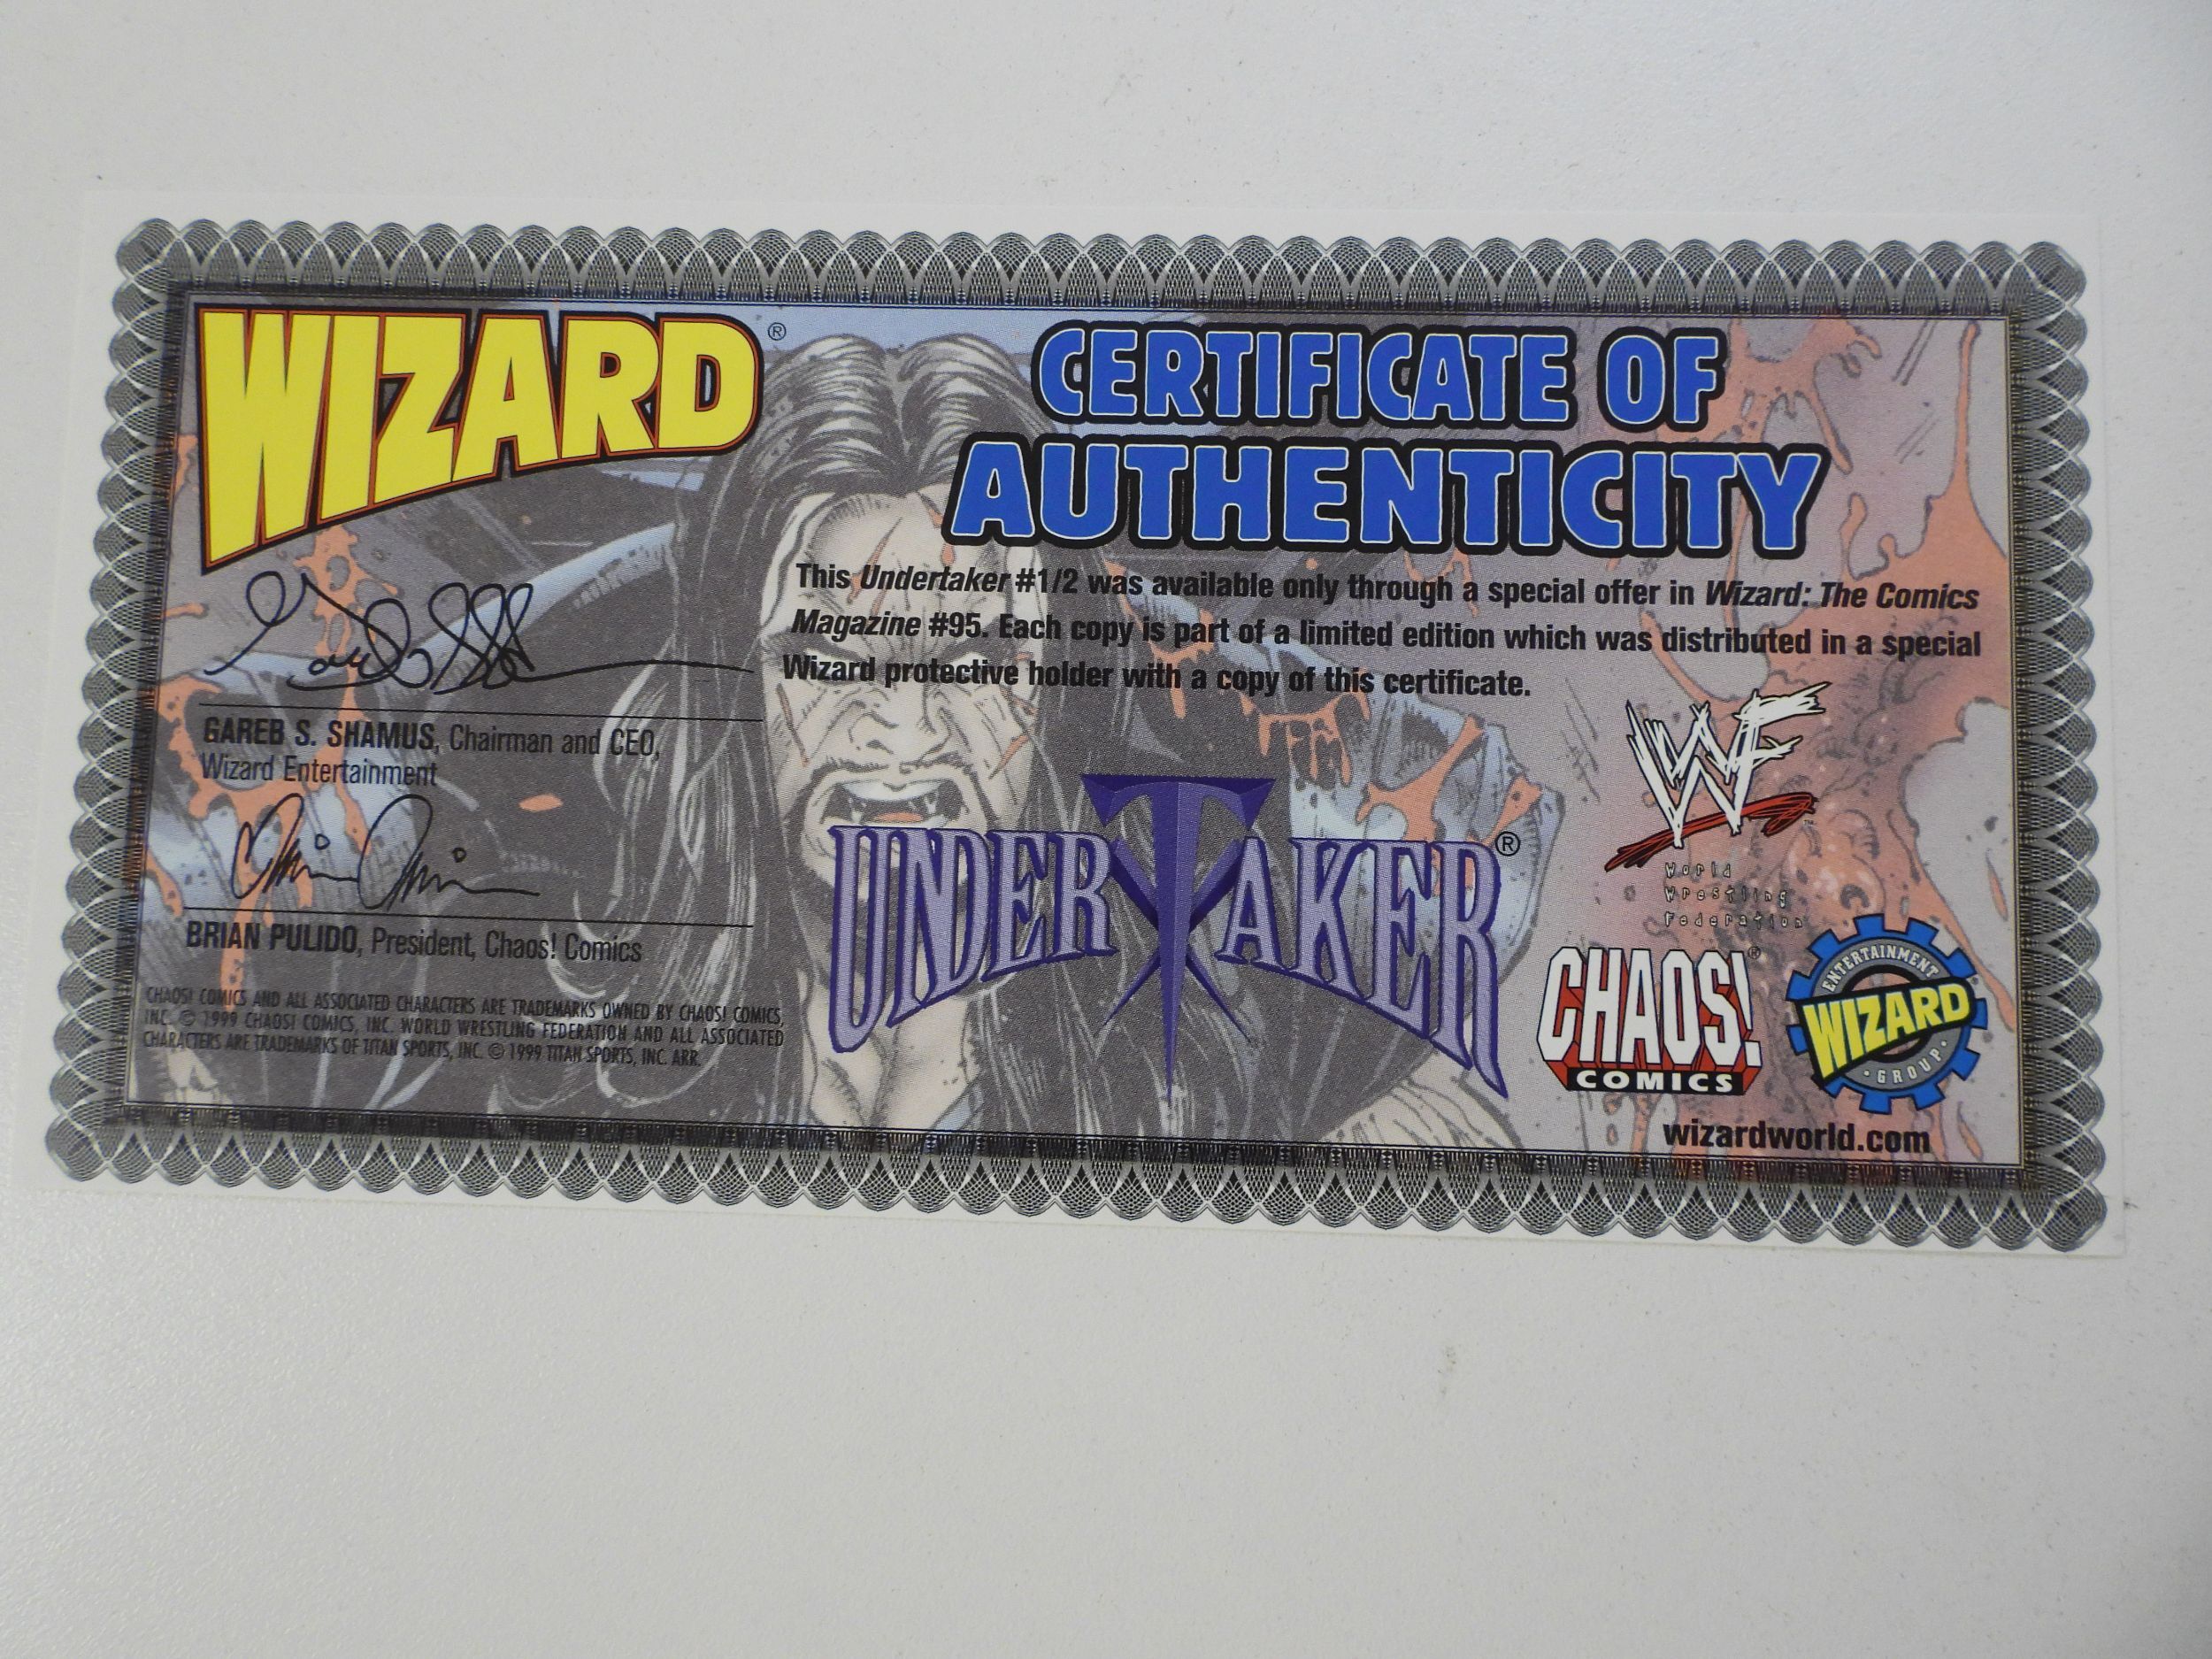 WIZARD®
CERTIFICATE OF
AUTHENTICITY
This Undertaker #1/2 was available only through a special offer in Wizard: The Comics
Magazine #95. Each copy is part of a limited edition which was distributed in a special
Wizard protective holder with a copy of this certificate.
GAREB S. SHAMUS, Chairman and CEO,
Wizard Entertainment
BRIAN PULIDO, President, Chaos! Comics
CHAOS! COMICS AND ALL ASSOCIATED CHARACTERS ARE TRADEMARKS OWNED BY CHAOS! COMICS,
INC. © 1999 CHAOS! COMICS, INC. WORLD WRESTLING FEDERATION AND ALL ASSOCIATED
CHARACTERS ARE TRADEMARKS OF TITAN SPORTS, INC. © 1999 TITAN SPORTS, INC. ARR.
UNDERTAKER®
WF™
World
Wrestling
Federation
CHAOS!®
COMICS
ENTERTAINMENT
WIZARD
• GROUP •
wizardworld.com